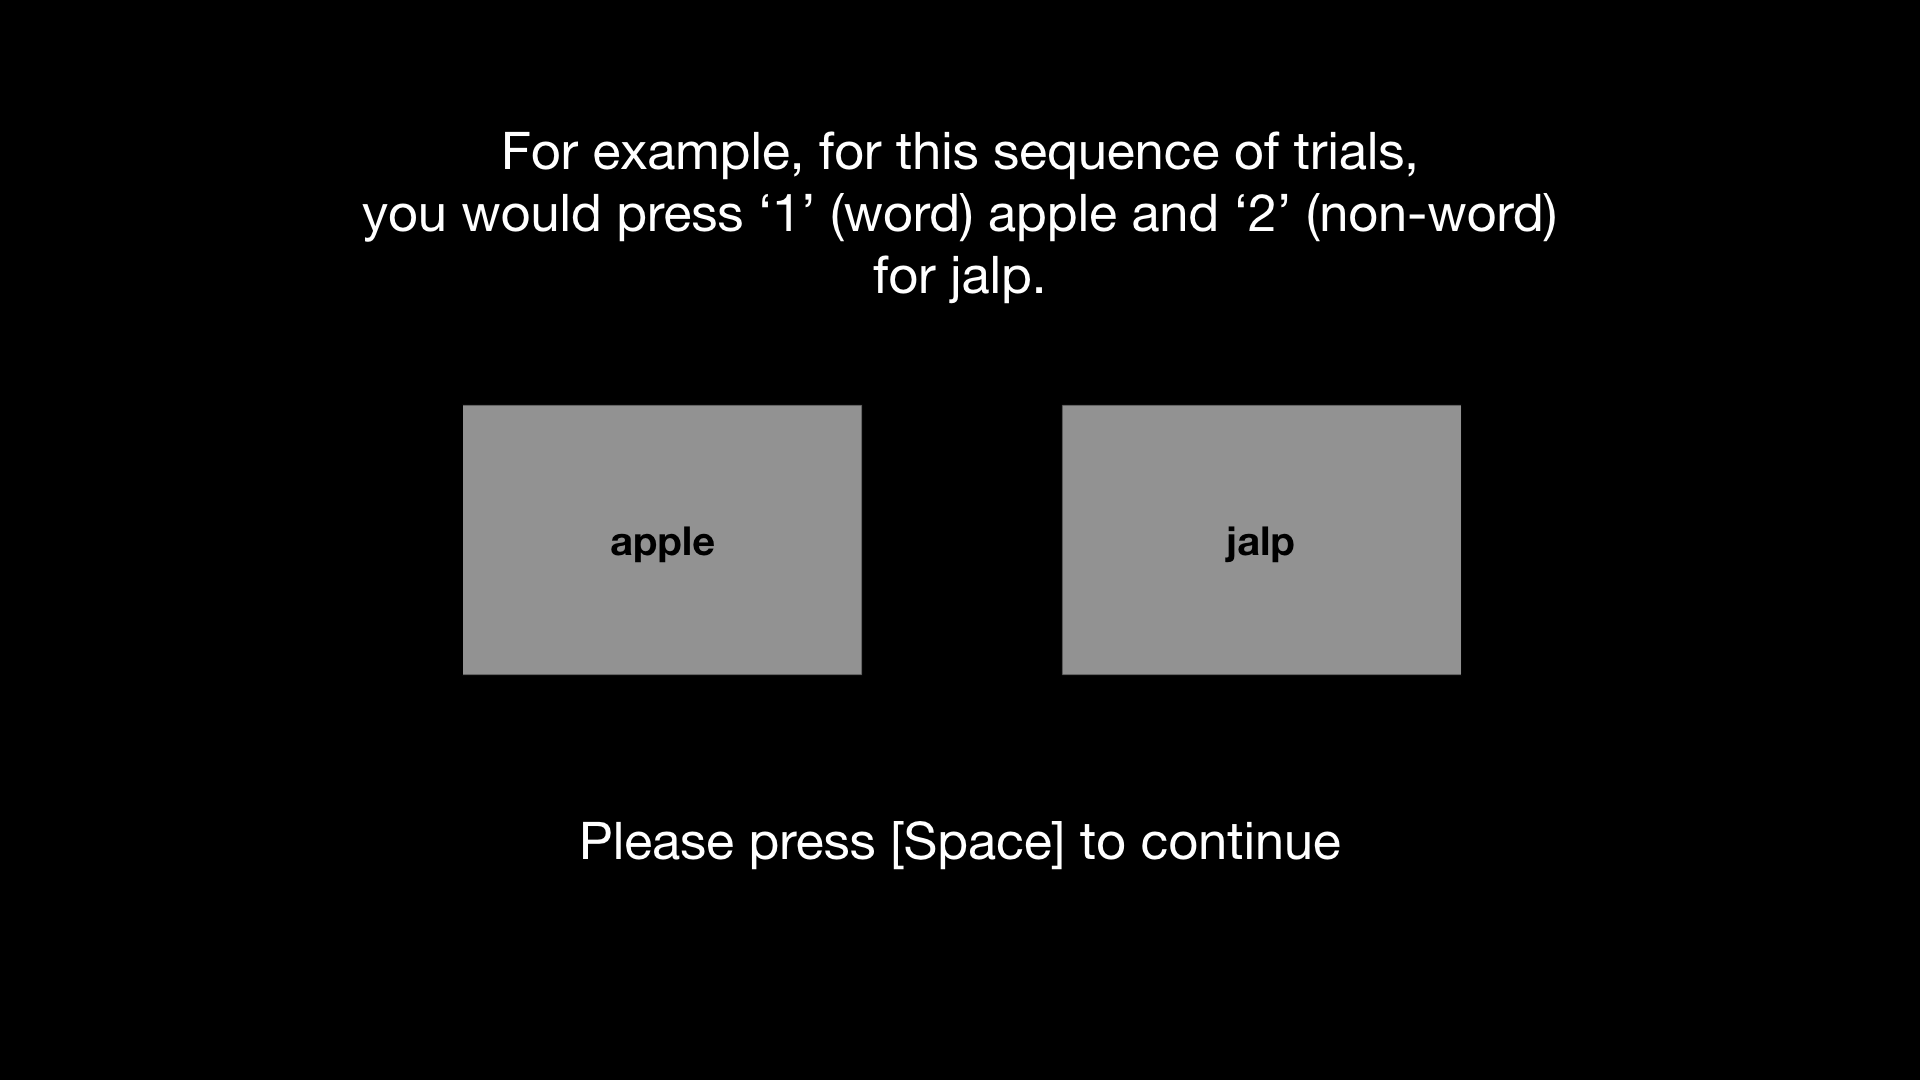 For example, for this sequence of trials,
you would press ‘1’ (word) apple and ‘2’ (non-word)
for jalp.
apple
jalp
Please press [Space] to continue